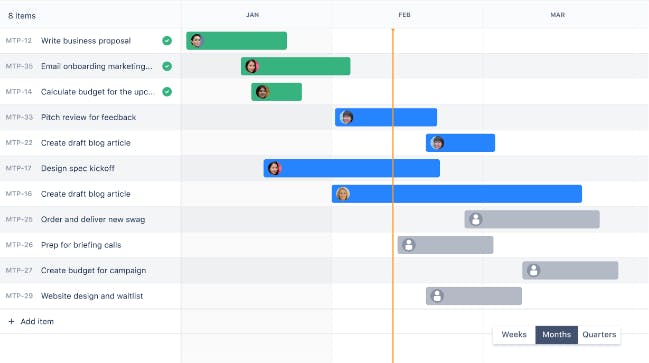 8 items JAN FEB MAR
MTP-12 Write business proposal
MTP-35 Email onboarding marketing...
MTP-14 Calculate budget for the upc...
MTP-33 Pitch review for feedback
MTP-22 Create draft blog article
MTP-17 Design spec kickoff
MTP-16 Create draft blog article
MTP-25 Order and deliver new swag
MTP-26 Prep for briefing calls
MTP-27 Create budget for campaign
MTP-29 Website design and waitlist
+ Add item
Weeks Months Quarters